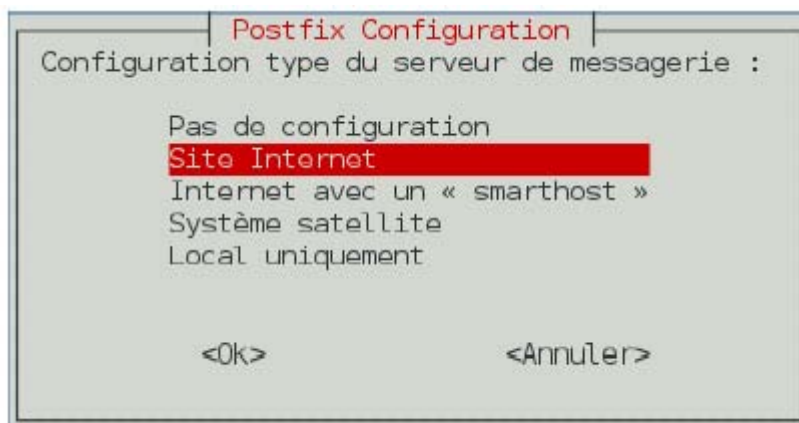 Postfix Configuration
Configuration type du serveur de messagerie :
Pas de configuration
Site Internet
Internet avec un « smarthost »
Système satellite
Local uniquement
<Ok> <Annuler>